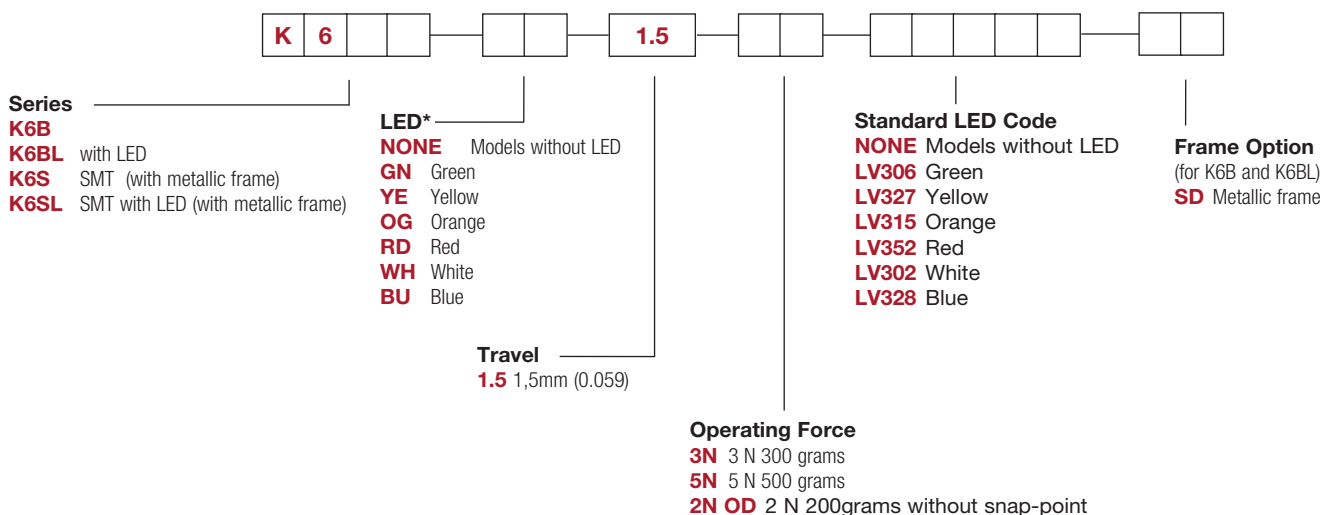 K 6 1.5
Series
K6B
K6BL with LED
K6S SMT (with metallic frame)
K6SL SMT with LED (with metallic frame)
LED*
NONE Models without LED
GN Green
YE Yellow
OG Orange
RD Red
WH White
BU Blue
Travel
1.5 1,5mm (0.059)
Operating Force
3N 3 N 300 grams
5N 5 N 500 grams
2N OD 2 N 200grams without snap-point
Standard LED Code
NONE Models without LED
LV306 Green
LV327 Yellow
LV315 Orange
LV352 Red
LV302 White
LV328 Blue
Frame Option
(for K6B and K6BL)
SD Metallic frame